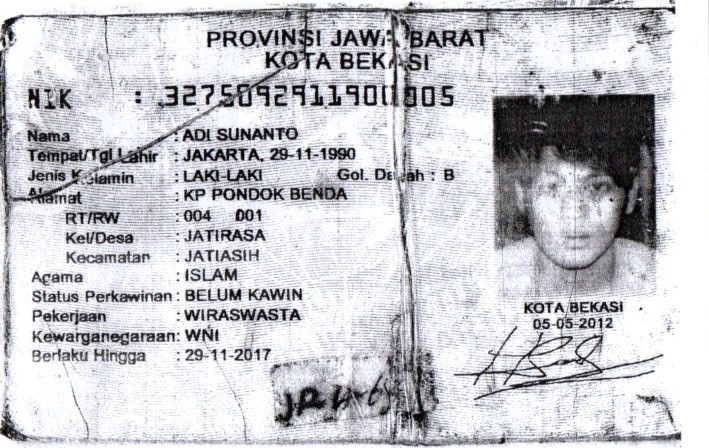 PROVINSI JAWA BARAT
KOTA BEKASI
NIK : 3275092911900005
Nama : ADI SUNANTO
Tempat/Tgl Lahir : JAKARTA, 29-11-1990
Jenis Kelamin : LAKI-LAKI Gol. Darah : B
Alamat : KP PONDOK BENDA
RT/RW : 004 001
Kel/Desa : JATIRASA
Kecamatan : JATIASIH
Agama : ISLAM
Status Perkawinan : BELUM KAWIN
Pekerjaan : WIRASWASTA
Kewarganegaraan: WNI
Berlaku Hingga : 29-11-2017
KOTA BEKASI
05-05-2012